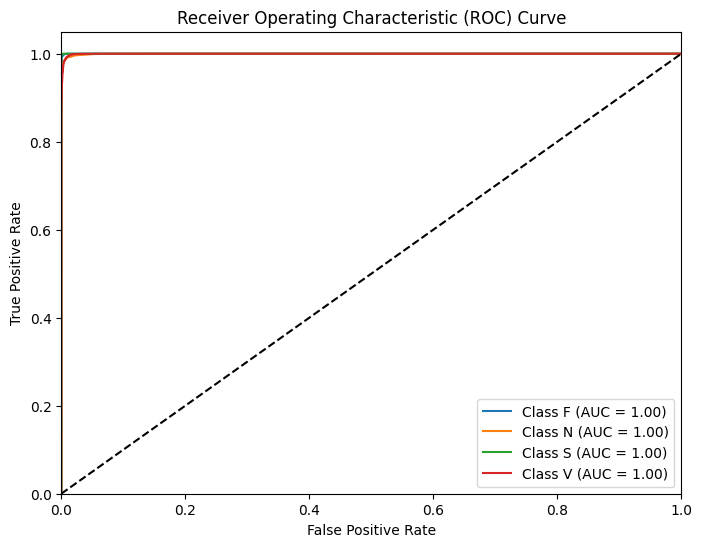 Receiver Operating Characteristic (ROC) Curve
True Positive Rate
1.0
0.8
0.6
0.4
0.2
0.0
0.0 0.2 0.4 0.6 0.8 1.0
False Positive Rate
Class F (AUC = 1.00)
Class N (AUC = 1.00)
Class S (AUC = 1.00)
Class V (AUC = 1.00)